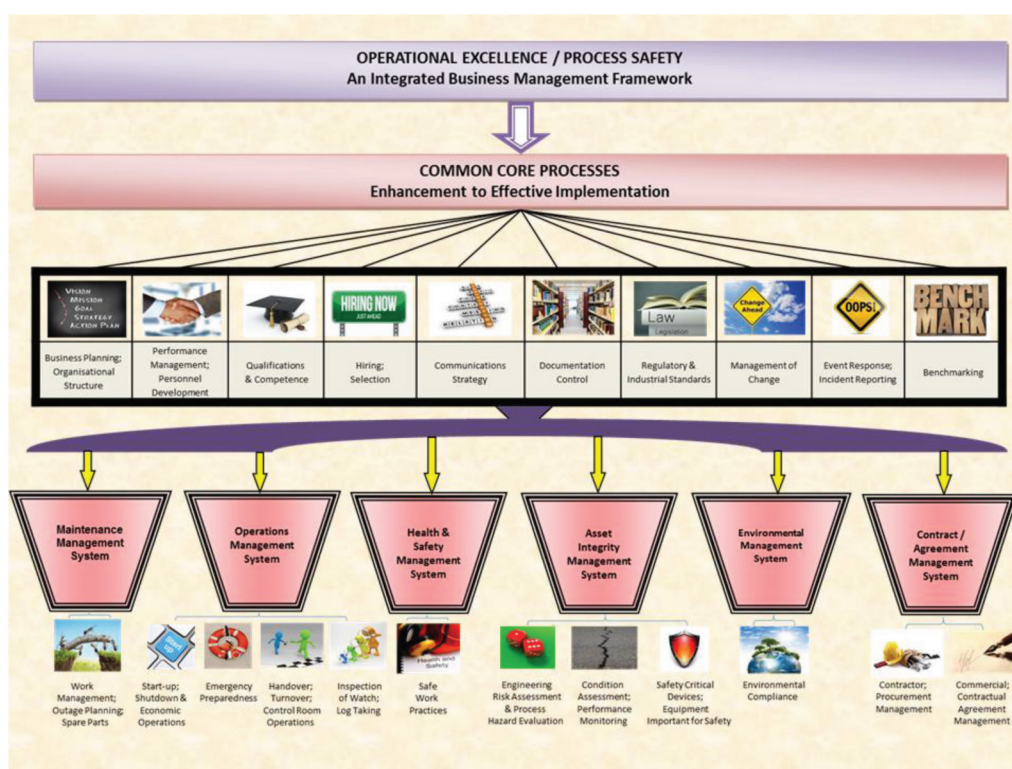 OPERATIONAL EXCELLENCE / PROCESS SAFETY
An Integrated Business Management Framework
COMMON CORE PROCESSES
Enhancement to Effective Implementation
VISION
MISSION
GOAL
STRATEGY
ACTION PLAN
HIRING NOW
JUST AHEAD
Law
Legislation
Change
Ahead
OOPS!
BENCH
MARK
Business Planning;
Organisational
Structure
Performance
Management;
Personnel
Development
Qualifications
& Competence
Hiring;
Selection
Communications
Strategy
Documentation
Control
Regulatory &
Industrial Standards
Management of
Change
Event Response;
Incident Reporting
Benchmarking
Maintenance
Management
System
Operations
Management
System
Health &
Safety
Management
System
Asset
Integrity
Management
System
Environmental
Management
System
Contract /
Agreement
Management
System
Start
up
Health and
Safety
Work
Management;
Outage Planning;
Spare Parts
Start-up;
Shutdown &
Economic
Operations
Emergency
Preparedness
Handover;
Turnover;
Control Room
Operations
Inspection
of Watch;
Log Taking
Safe
Work
Practices
Engineering
Risk Assessment
& Process
Hazard Evaluation
Condition
Assessment;
Performance
Monitoring
Safety Critical
Devices;
Equipment
Important for Safety
Environmental
Compliance
Contractor;
Procurement
Management
Commercial;
Contractual
Agreement
Management